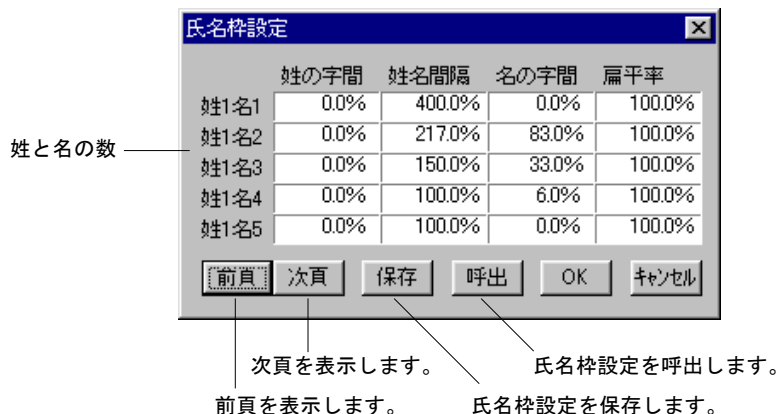 氏名枠設定
姓の字間 姓名間隔 名の字間 扁平率
姓1名1 0.0% 400.0% 0.0% 100.0%
姓と名の数
姓1名2 0.0% 217.0% 83.0% 100.0%
姓1名3 0.0% 150.0% 33.0% 100.0%
姓1名4 0.0% 100.0% 6.0% 100.0%
姓1名5 0.0% 100.0% 0.0% 100.0%
前頁 次頁 保存 呼出 OK キャンセル
次頁を表示します。 氏名枠設定を呼出します。
前頁を表示します。 氏名枠設定を保存します。